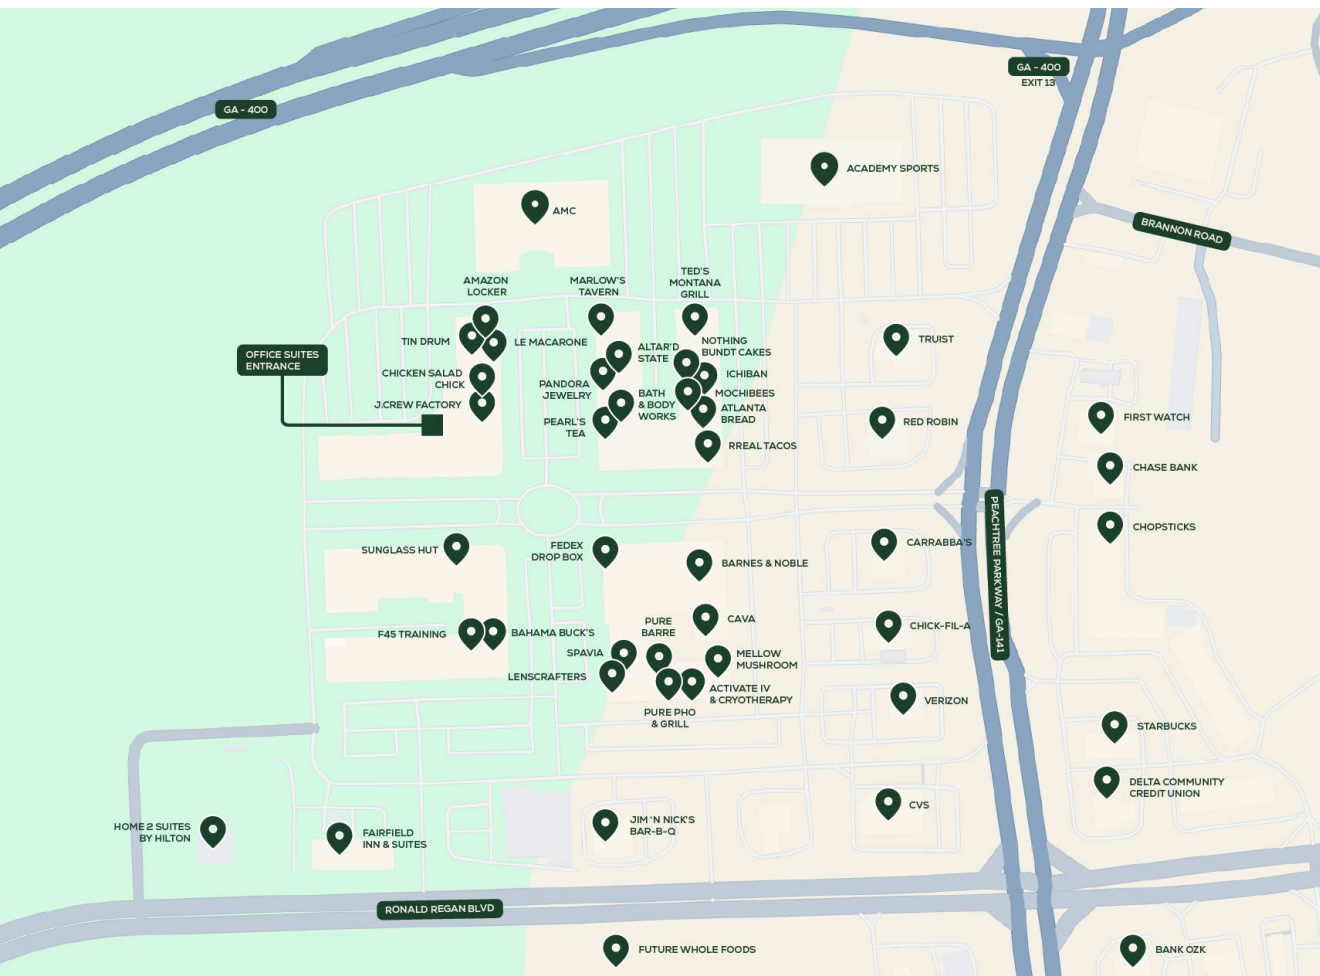 GA - 400
EXIT 13
GA - 400
ACADEMY SPORTS
AMC
BRANNON ROAD
AMAZON
LOCKER
MARLOW'S
TAVERN
TED'S
MONTANA
GRILL
TIN DRUM
LE MACARONE
ALTAR'D
STATE
NOTHING
BUNDT CAKES
TRUIST
OFFICE SUITES
ENTRANCE
CHICKEN SALAD
CHICK
PANDORA
JEWELRY
ICHIBAN
MOCHIBEES
J.CREW FACTORY
BATH
& BODY
WORKS
ATLANTA
BREAD
PEARL'S
TEA
RED ROBIN
FIRST WATCH
RREAL TACOS
CHASE BANK
PEACHTREE PARKWAY / GA-141
CHOPSTICKS
SUNGLASS HUT
FEDEX
DROP BOX
BARNES & NOBLE
CARRABBA'S
CAVA
CHICK-FIL-A
F45 TRAINING
BAHAMA BUCK'S
PURE
BARRE
SPAVIA
MELLOW
MUSHROOM
LENSCRAFTERS
ACTIVATE IV
& CRYOTHERAPY
PURE PHO
& GRILL
VERIZON
STARBUCKS
DELTA COMMUNITY
CREDIT UNION
CVS
HOME 2 SUITES
BY HILTON
FAIRFIELD
INN & SUITES
JIM 'N NICK'S
BAR-B-Q
RONALD REGAN BLVD
FUTURE WHOLE FOODS
BANK OZK